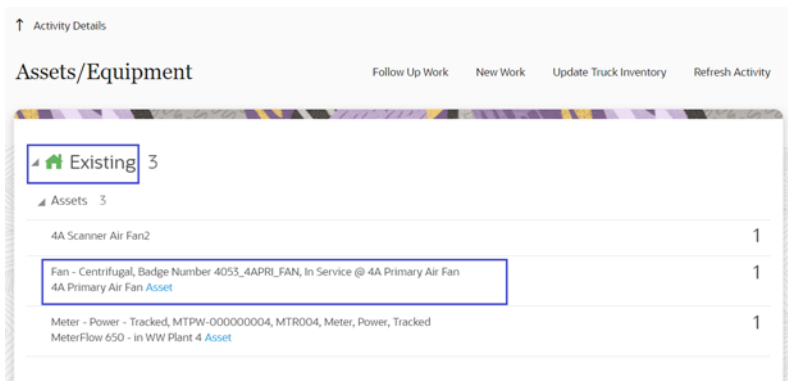 ↑ Activity Details
Assets/Equipment Follow Up Work New Work Update Truck Inventory Refresh Activity
Existing 3
Assets 3
4A Scanner Air Fan2 1
Fan - Centrifugal, Badge Number 4053_4APRI_FAN, In Service @ 4A Primary Air Fan 1
4A Primary Air Fan Asset
Meter - Power - Tracked, MTPW-000000004, MTR004, Meter, Power, Tracked 1
MeterFlow 650 - in WW Plant 4 Asset